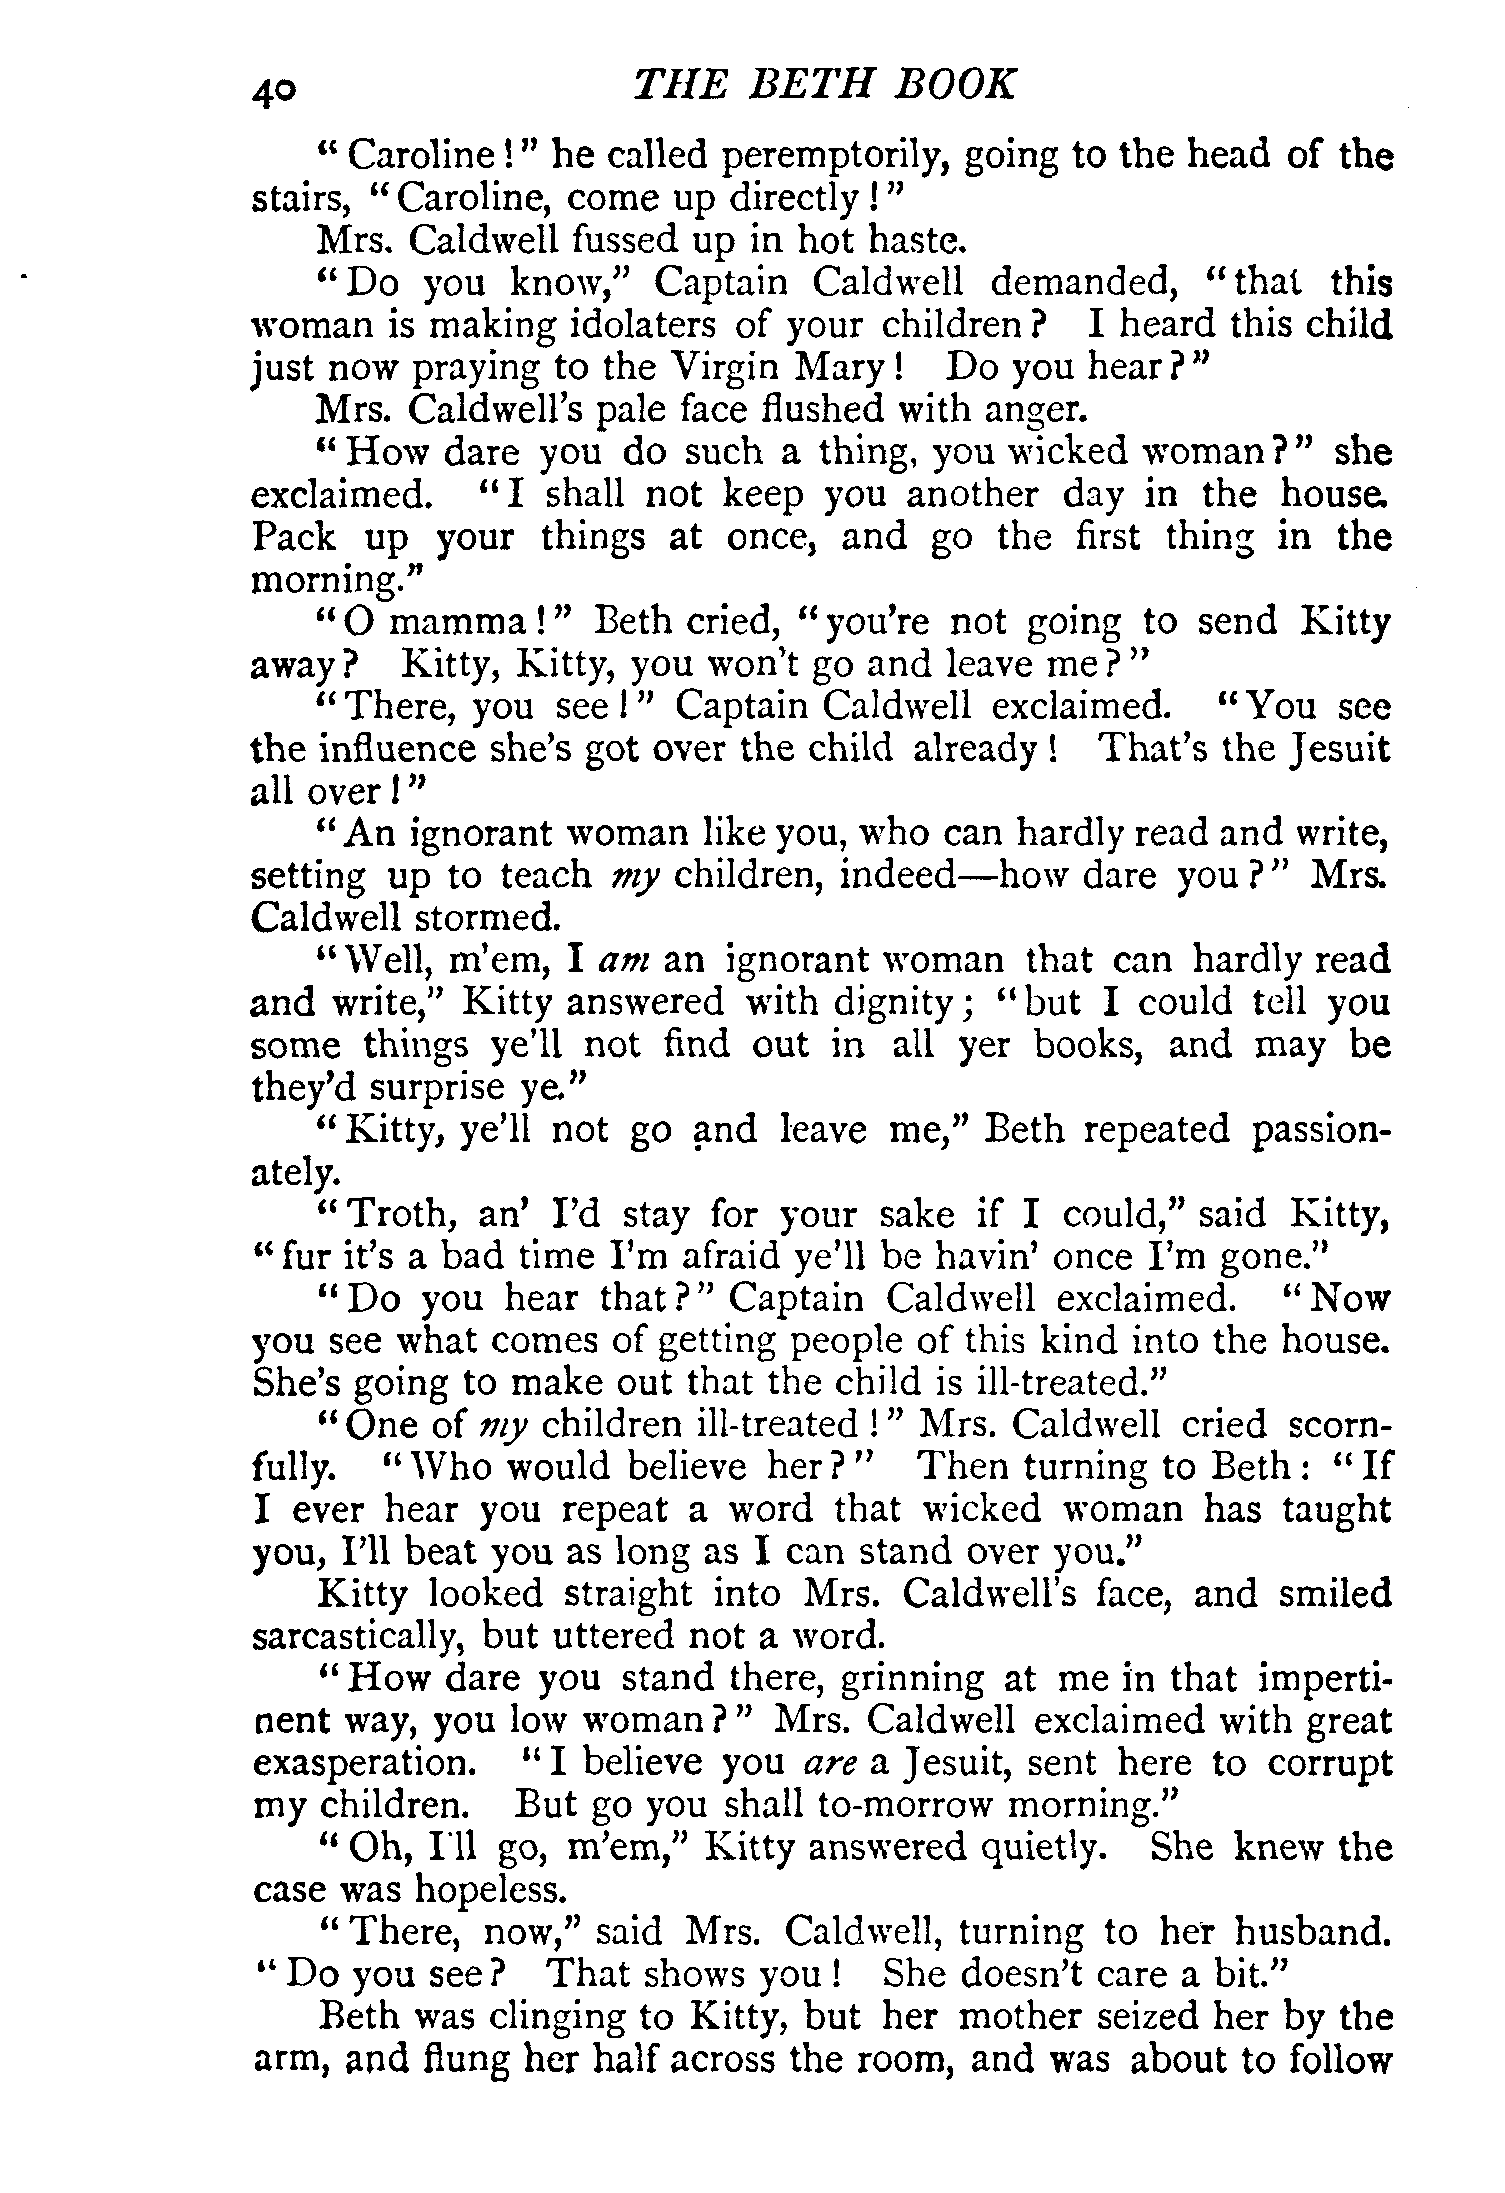 40 THE BETH BOOK
“ Caroline ! ” he called peremptorily, going to the head of the
stairs, “ Caroline, come up directly ! ”
Mrs. Caldwell fussed up in hot haste.
“ Do you know,” Captain Caldwell demanded, “ that this
woman is making idolaters of your children ? I heard this child
just now praying to the Virgin Mary ! Do you hear ? ”
Mrs. Caldwell’s pale face flushed with anger.
“ How dare you do such a thing, you wicked woman ? ” she
exclaimed. “ I shall not keep you another day in the house.
Pack up your things at once, and go the first thing in the
morning.”
“ O mamma ! ” Beth cried, “ you’re not going to send Kitty
away ? Kitty, Kitty, you won’t go and leave me ? ”
“ There, you see ! ” Captain Caldwell exclaimed. “ You see
the influence she’s got over the child already ! That’s the Jesuit
all over ! ”
“ An ignorant woman like you, who can hardly read and write,
setting up to teach my children, indeed—how dare you ? ” Mrs.
Caldwell stormed.
“ Well, m’em, I am an ignorant woman that can hardly read
and write,” Kitty answered with dignity ; “ but I could tell you
some things ye’ll not find out in all yer books, and may be
they’d surprise ye.”
“ Kitty, ye’ll not go and leave me,” Beth repeated passion-
ately.
“ Troth, an’ I’d stay for your sake if I could,” said Kitty,
“ fur it’s a bad time I’m afraid ye’ll be havin’ once I’m gone.”
“ Do you hear that ? ” Captain Caldwell exclaimed. “ Now
you see what comes of getting people of this kind into the house.
She’s going to make out that the child is ill-treated.”
“ One of my children ill-treated ! ” Mrs. Caldwell cried scorn-
fully. “ Who would believe her ? ” Then turning to Beth : “ If
I ever hear you repeat a word that wicked woman has taught
you, I’ll beat you as long as I can stand over you.”
Kitty looked straight into Mrs. Caldwell’s face, and smiled
sarcastically, but uttered not a word.
“ How dare you stand there, grinning at me in that imperti-
nent way, you low woman ? ” Mrs. Caldwell exclaimed with great
exasperation. “ I believe you are a Jesuit, sent here to corrupt
my children. But go you shall to-morrow morning.”
“ Oh, I’ll go, m’em,” Kitty answered quietly. She knew the
case was hopeless.
“ There, now,” said Mrs. Caldwell, turning to her husband.
“ Do you see ? That shows you ! She doesn’t care a bit.”
Beth was clinging to Kitty, but her mother seized her by the
arm, and flung her half across the room, and was about to follow